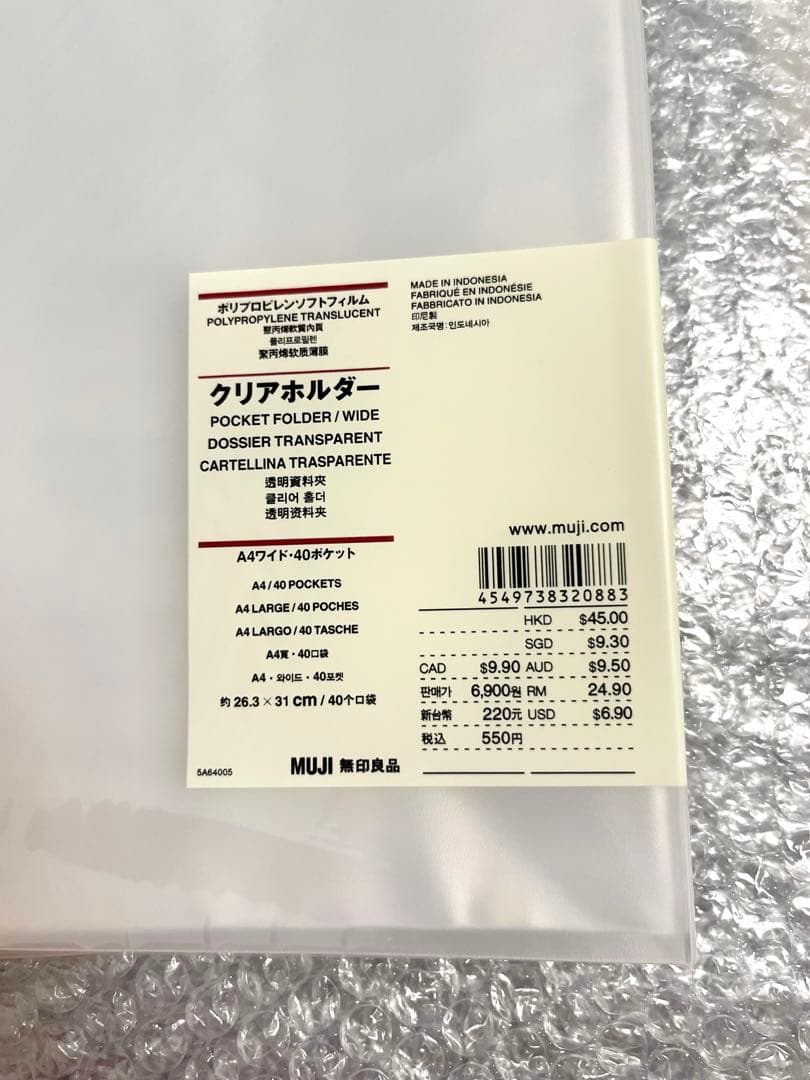 ポリプロピレンソフトフィルム
POLYPROPYLENE TRANSLUCENT
聚丙烯軟質內頁
폴리프로필렌
聚丙烯软质薄膜
クリアホルダー
POCKET FOLDER / WIDE
DOSSIER TRANSPARENT
CARTELLINA TRASPARENTE
透明資料夾
클리어 홀더
透明资料夹
A4ワイド・40ポケット
A4 / 40 POCKETS
A4 LARGE / 40 POCHES
A4 LARGO / 40 TASCHE
A4寬・40口袋
A4・와이드・40포켓
约 26.3 × 31 cm / 40个口袋
5A64005
MUJI 無印良品
MADE IN INDONESIA
FABRIQUÉ EN INDONÉSIE
FABBRICATO IN INDONESIA
印尼製
제조국명: 인도네시아
www.muji.com
4549738320883
HKD $45.00
SGD $9.30
CAD $9.90 AUD $9.50
판매가 6,900원 RM 24.90
新台幣 220元 USD $6.90
税込 550円